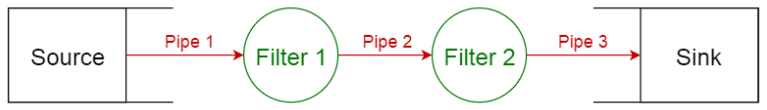 Source
Pipe 1
Filter 1
Pipe 2
Filter 2
Pipe 3
Sink